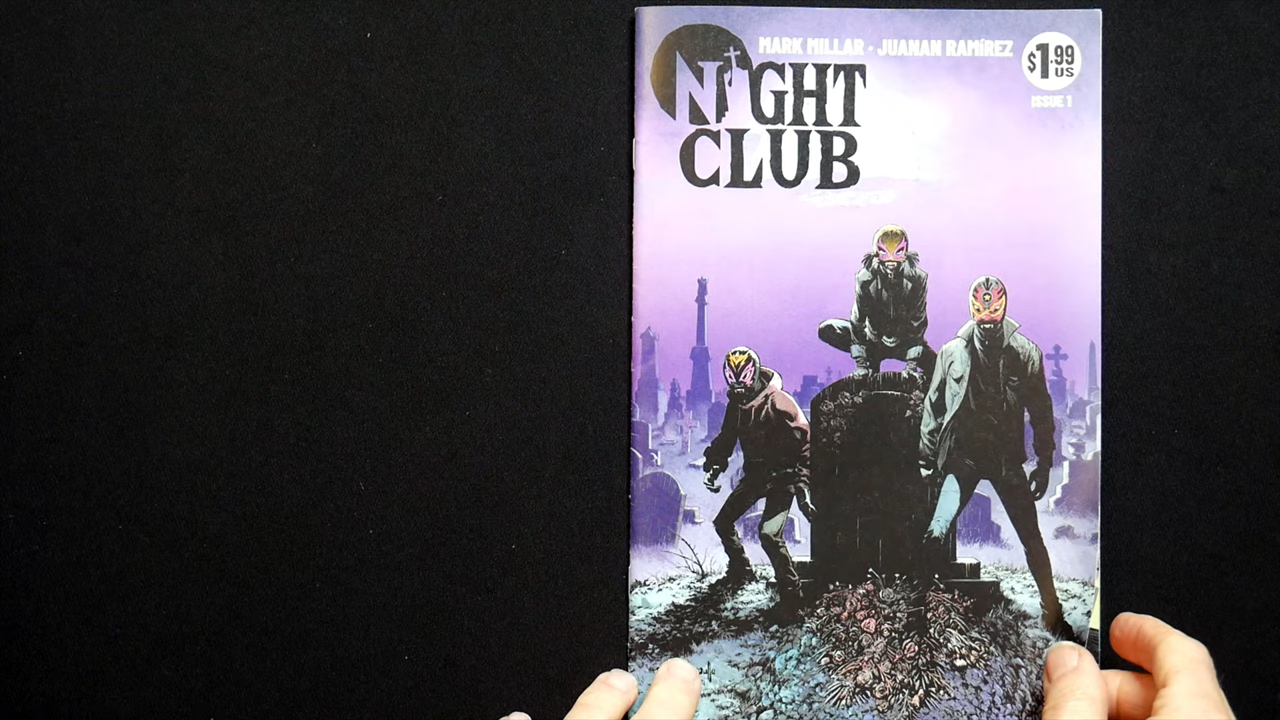 MARK MILLAR • JUANAN RAMÍREZ
$1.99
US
ISSUE 1
NIGHT
CLUB